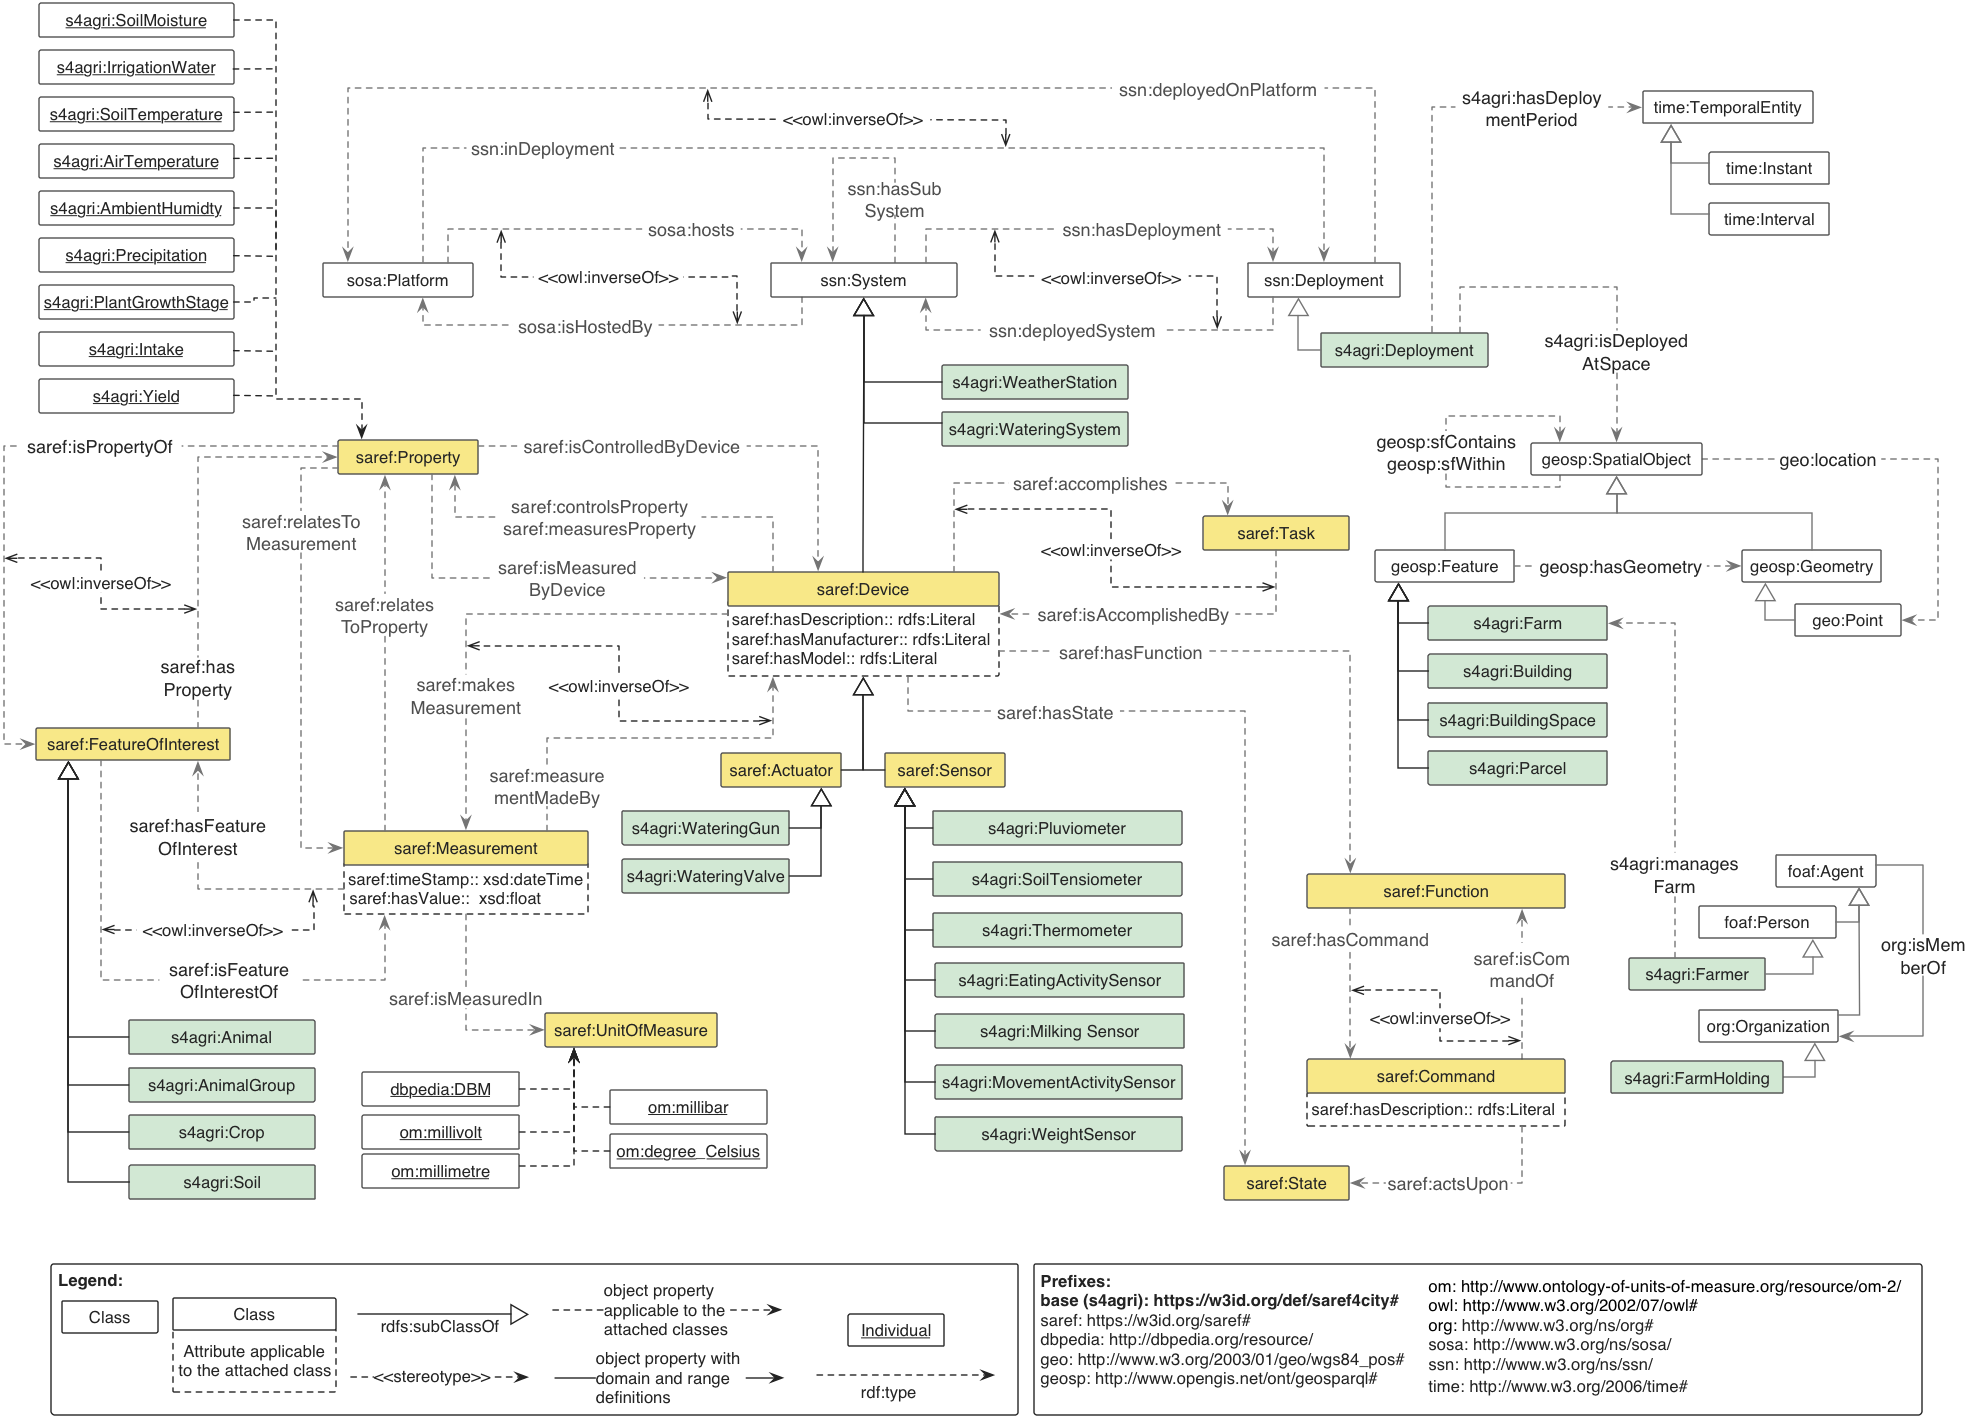 s4agri:SoilMoisture
s4agri:IrrigationWater
s4agri:SoilTemperature
s4agri:AirTemperature
s4agri:AmbientHumidty
s4agri:Precipitation
s4agri:PlantGrowthStage
s4agri:Intake
s4agri:Yield
ssn:deployedOnPlatform
<<owl:inverseOf>>
ssn:inDeployment
ssn:hasSub
System
sosa:hosts
ssn:hasDeployment
<<owl:inverseOf>>
<<owl:inverseOf>>
sosa:Platform
ssn:System
ssn:Deployment
sosa:isHostedBy
ssn:deployedSystem
s4agri:hasDeploy
mentPeriod
time:TemporalEntity
time:Instant
time:Interval
s4agri:Deployment
s4agri:isDeployed
AtSpace
s4agri:WeatherStation
s4agri:WateringSystem
saref:isPropertyOf
saref:Property
saref:isControlledByDevice
saref:controlsProperty
saref:measuresProperty
saref:relatesTo
Measurement
saref:isMeasured
ByDevice
<<owl:inverseOf>>
saref:relates
ToProperty
saref:has
Property
saref:accomplishes
saref:Task
<<owl:inverseOf>>
saref:isAccomplishedBy
saref:Device
saref:hasDescription:: rdfs:Literal
saref:hasManufacturer:: rdfs:Literal
saref:hasModel:: rdfs:Literal
saref:hasFunction
saref:hasState
geosp:sfContains
geosp:sfWithin
geosp:SpatialObject
geo:location
geosp:Feature
geosp:hasGeometry
geosp:Geometry
geo:Point
s4agri:Farm
s4agri:Building
s4agri:BuildingSpace
s4agri:Parcel
saref:makes
Measurement
<<owl:inverseOf>>
saref:measure
mentMadeBy
saref:FeatureOfInterest
saref:hasFeature
OfInterest
<<owl:inverseOf>>
saref:isFeature
OfInterestOf
saref:Measurement
saref:timeStamp:: xsd:dateTime
saref:hasValue::  xsd:float
saref:isMeasuredIn
saref:UnitOfMeasure
saref:Actuator
saref:Sensor
s4agri:WateringGun
s4agri:WateringValve
s4agri:Pluviometer
s4agri:SoilTensiometer
s4agri:Thermometer
s4agri:EatingActivitySensor
s4agri:Milking Sensor
s4agri:MovementActivitySensor
s4agri:WeightSensor
s4agri:Animal
s4agri:AnimalGroup
s4agri:Crop
s4agri:Soil
dbpedia:DBM
om:millivolt
om:millimetre
om:millibar
om:degree_Celsius
saref:Function
saref:hasCommand
saref:isCom
mandOf
<<owl:inverseOf>>
saref:Command
saref:hasDescription:: rdfs:Literal
saref:State
saref:actsUpon
s4agri:manages
Farm
foaf:Agent
foaf:Person
s4agri:Farmer
org:isMem
berOf
org:Organization
s4agri:FarmHolding
Legend:
Class
Class
Attribute applicable
to the attached class
rdfs:subClassOf
<<stereotype>>
object property
applicable to the
attached classes
object property with
domain and range
definitions
Individual
rdf:type
Prefixes:
base (s4agri): https://w3id.org/def/saref4city#
saref: https://w3id.org/saref#
dbpedia: http://dbpedia.org/resource/
geo: http://www.w3.org/2003/01/geo/wgs84_pos#
geosp: http://www.opengis.net/ont/geosparql#
om: http://www.ontology-of-units-of-measure.org/resource/om-2/
owl: http://www.w3.org/2002/07/owl#
org: http://www.w3.org/ns/org#
sosa: http://www.w3.org/ns/sosa/
ssn: http://www.w3.org/ns/ssn/
time: http://www.w3.org/2006/time#